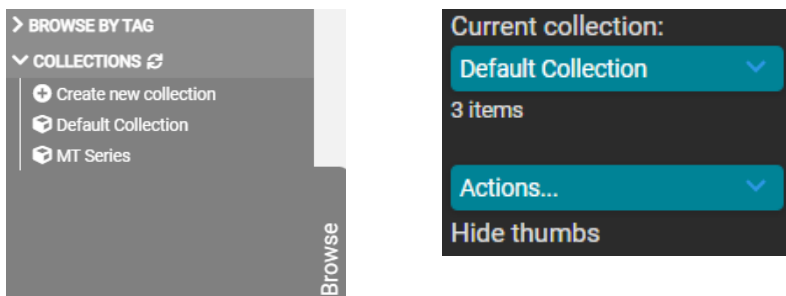 BROWSE BY TAG
COLLECTIONS
Create new collection
Default Collection
MT Series
Browse
Current collection:
Default Collection
3 items
Actions...
Hide thumbs